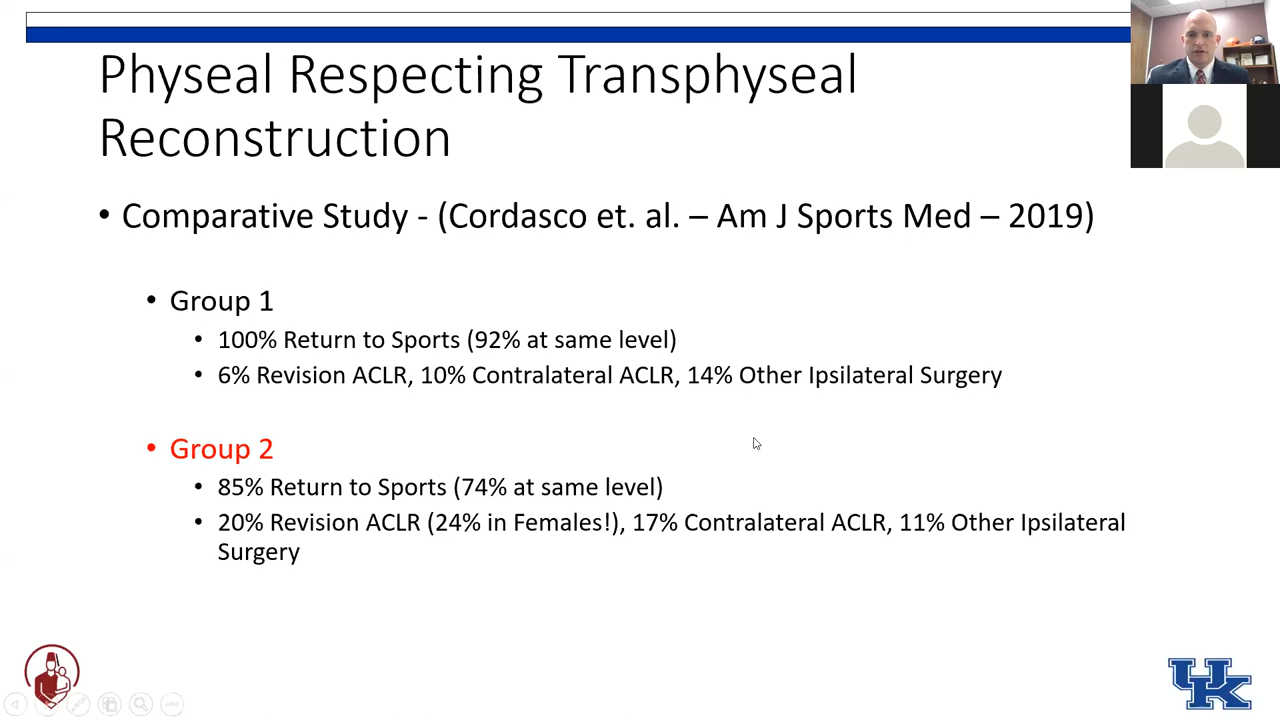 Physeal Respecting Transphyseal
Reconstruction
• Comparative Study - (Cordasco et. al. – Am J Sports Med – 2019)
• Group 1
• 100% Return to Sports (92% at same level)
• 6% Revision ACLR, 10% Contralateral ACLR, 14% Other Ipsilateral Surgery
• Group 2
• 85% Return to Sports (74% at same level)
• 20% Revision ACLR (24% in Females!), 17% Contralateral ACLR, 11% Other Ipsilateral
Surgery
UK